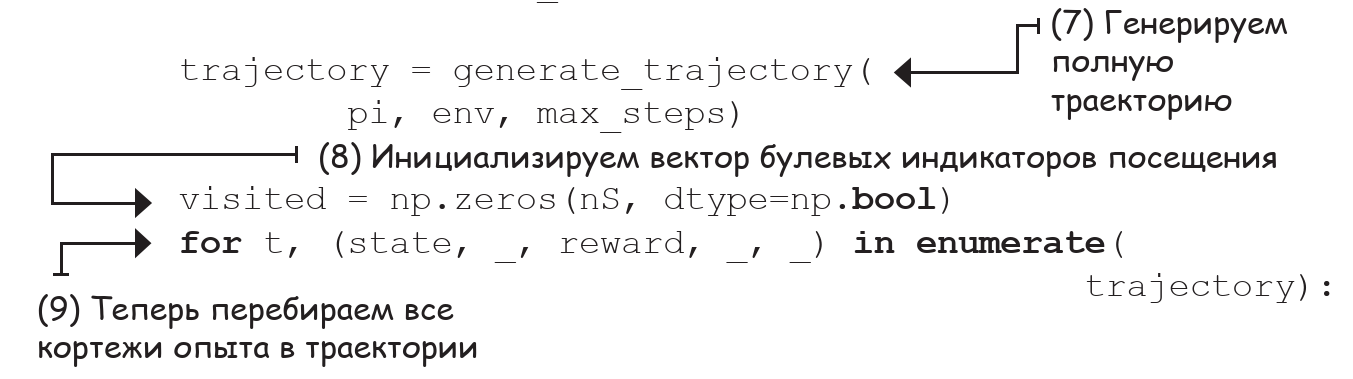 (7) Генерируем
полную
траекторию
trajectory = generate_trajectory(
pi, env, max_steps)
(8) Инициализируем вектор булевых индикаторов посещения
visited = np.zeros(nS, dtype=np.bool)
for t, (state, _, reward, _, _) in enumerate(
trajectory):
(9) Теперь перебираем все
кортежи опыта в траектории